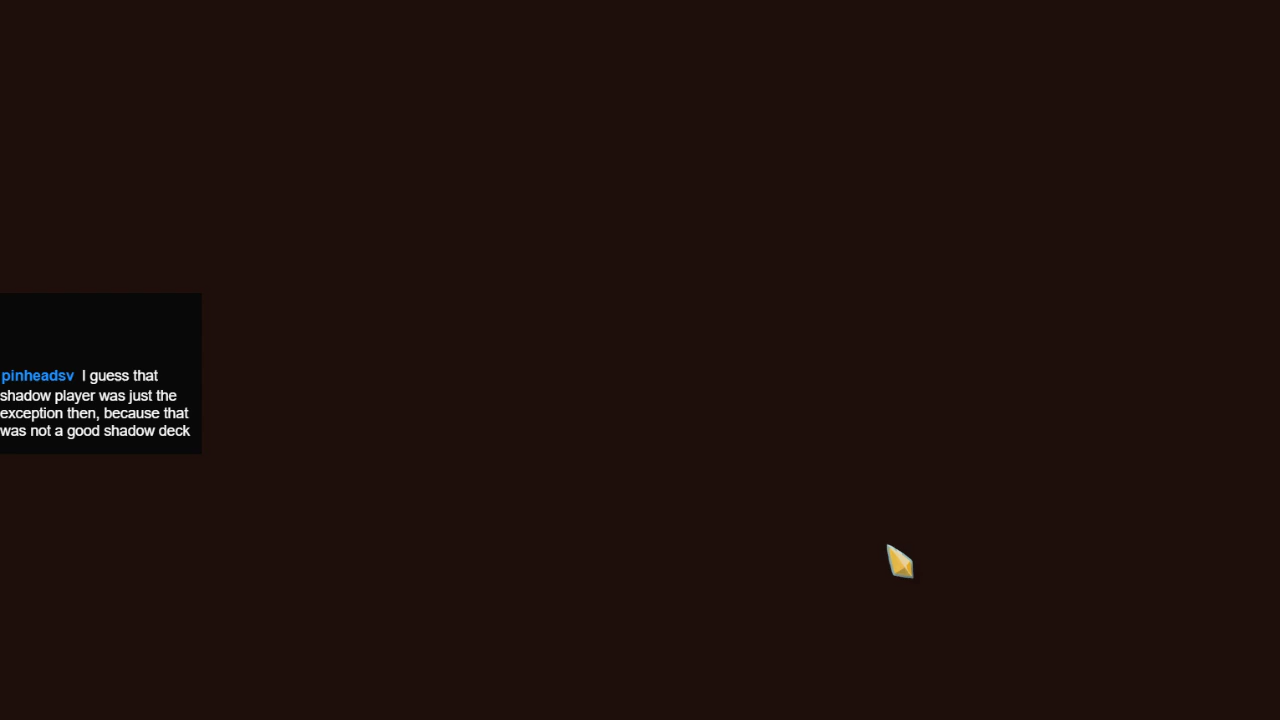 pinheadsv I guess that
shadow player was just the
exception then, because that
was not a good shadow deck